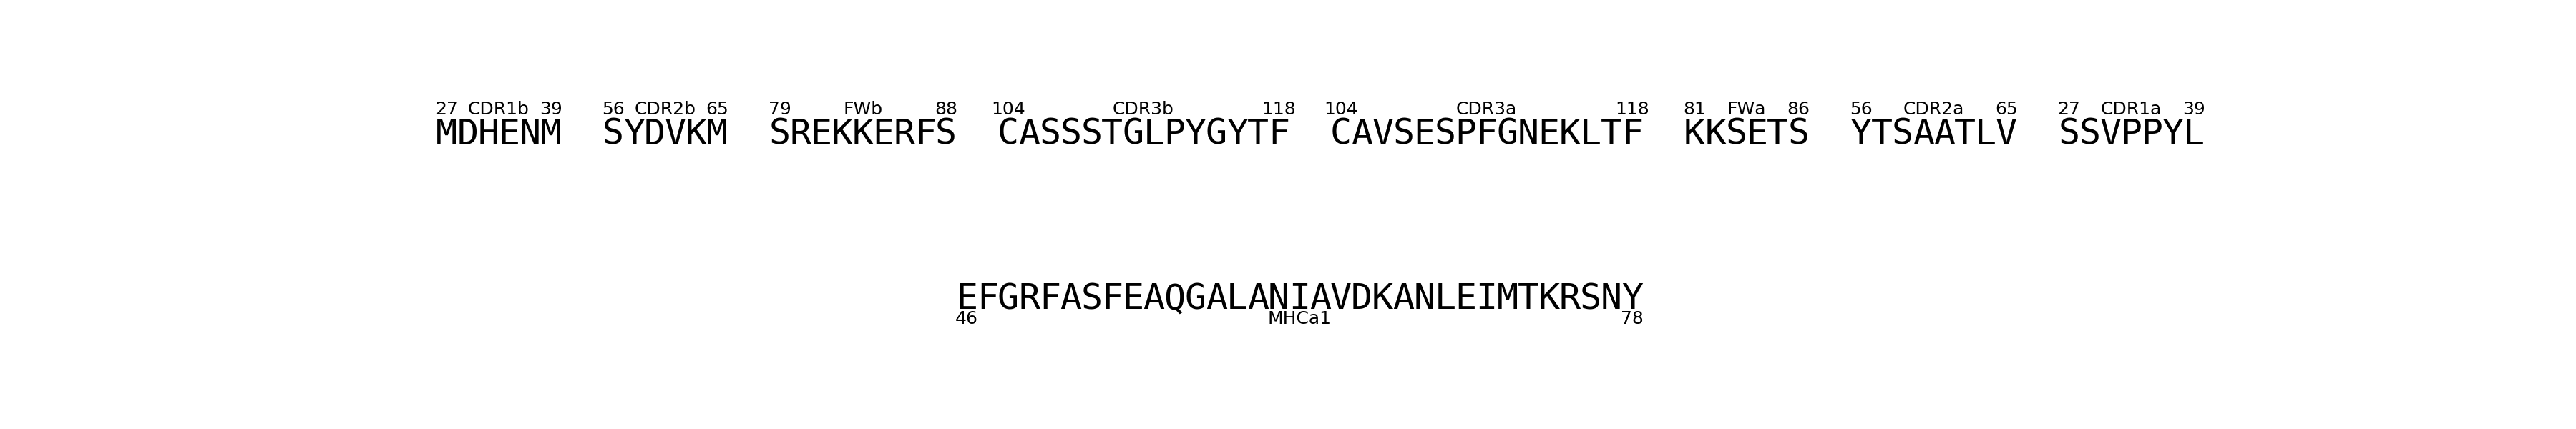 27 CDR1b 39 56 CDR2b 65 79 FWb 88 104 CDR3b 118 104 CDR3a 118 81 FWa 86 56 CDR2a 65 27 CDR1a 39
MDHENM SYDVKM SREKKERFS CASSSTGLPYGYTF CAVSESPFGNEKLTF KKSETS YTSAATLV SSVPPYL
EFGRFASFEAQGALANIAVDKANLEIMTKRSNY
46 MHCa1 78